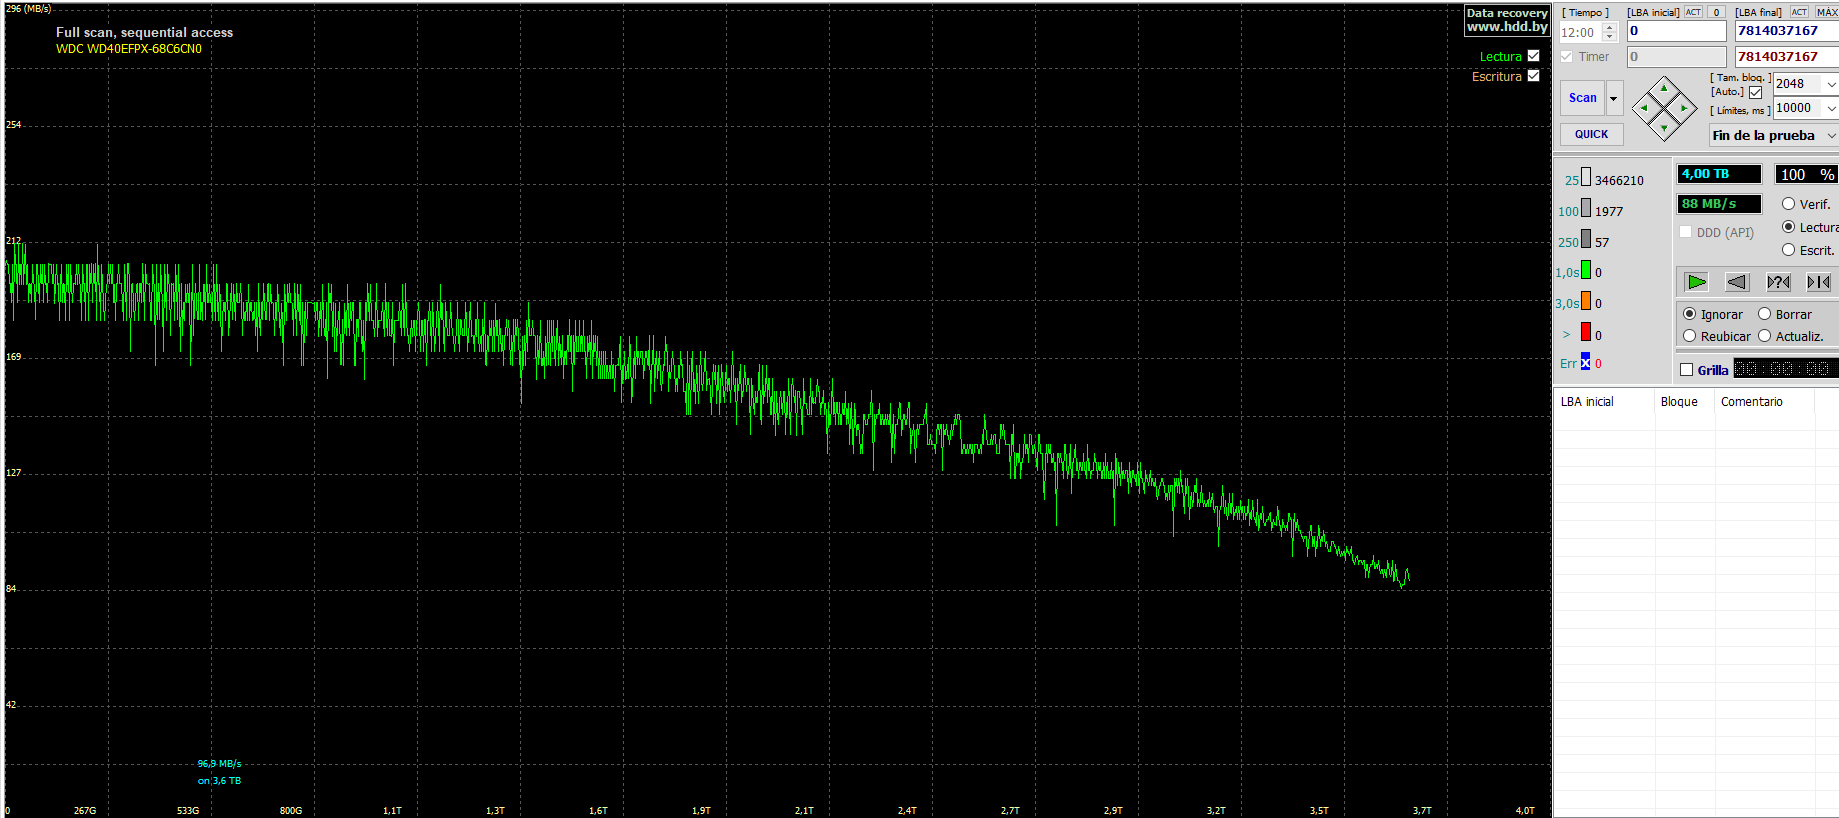 296 (MB/s)
Full scan, sequential access
WDC WD40EFPX-68C6CN0
Data recovery
www.hdd.by
Lectura
Escritura
254
212
169
127
84
42
96,9 MB/s
on 3,6 TB
0 267G 533G 800G 1,1T 1,3T 1,6T 1,9T 2,1T 2,4T 2,7T 2,9T 3,2T 3,5T 3,7T 4,0T
[ Tiempo ] [LBA inicial] ACT 0 [LBA final] ACT MÁX
12:00 0 7814037167
Timer 0 7814037167
Scan
QUICK
[ Tam. bloq. ] 2048
[Auto.]
[ Límites, ms ] 10000
Fin de la prueba
25 3466210
100 1977
250 57
1,0s 0
3,0s 0
> 0
Err x 0
4,00 TB 100 %
88 MB/s
Verif.
DDD (API)
Lectura
Escrit.
?
Ignorar Borrar
Reubicar Actualiz.
Grilla 00:00:00
LBA inicial Bloque Comentario